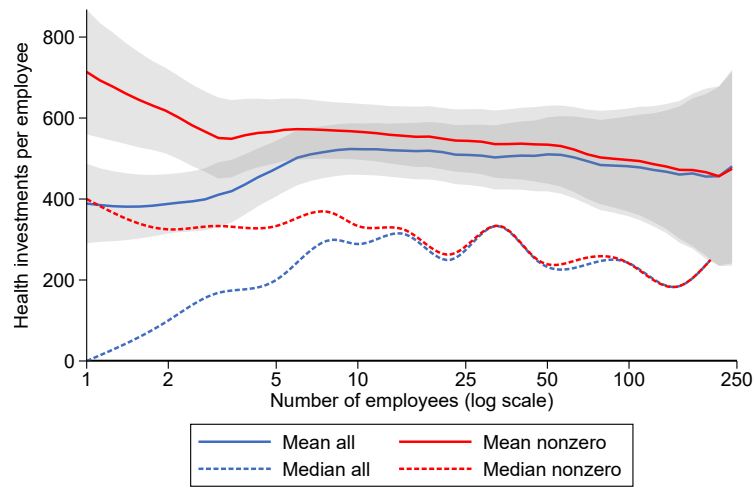 Health investments per employee
800
600
400
200
0
1 2 5 10 25 50 100 250
Number of employees (log scale)
Mean all Mean nonzero
Median all Median nonzero